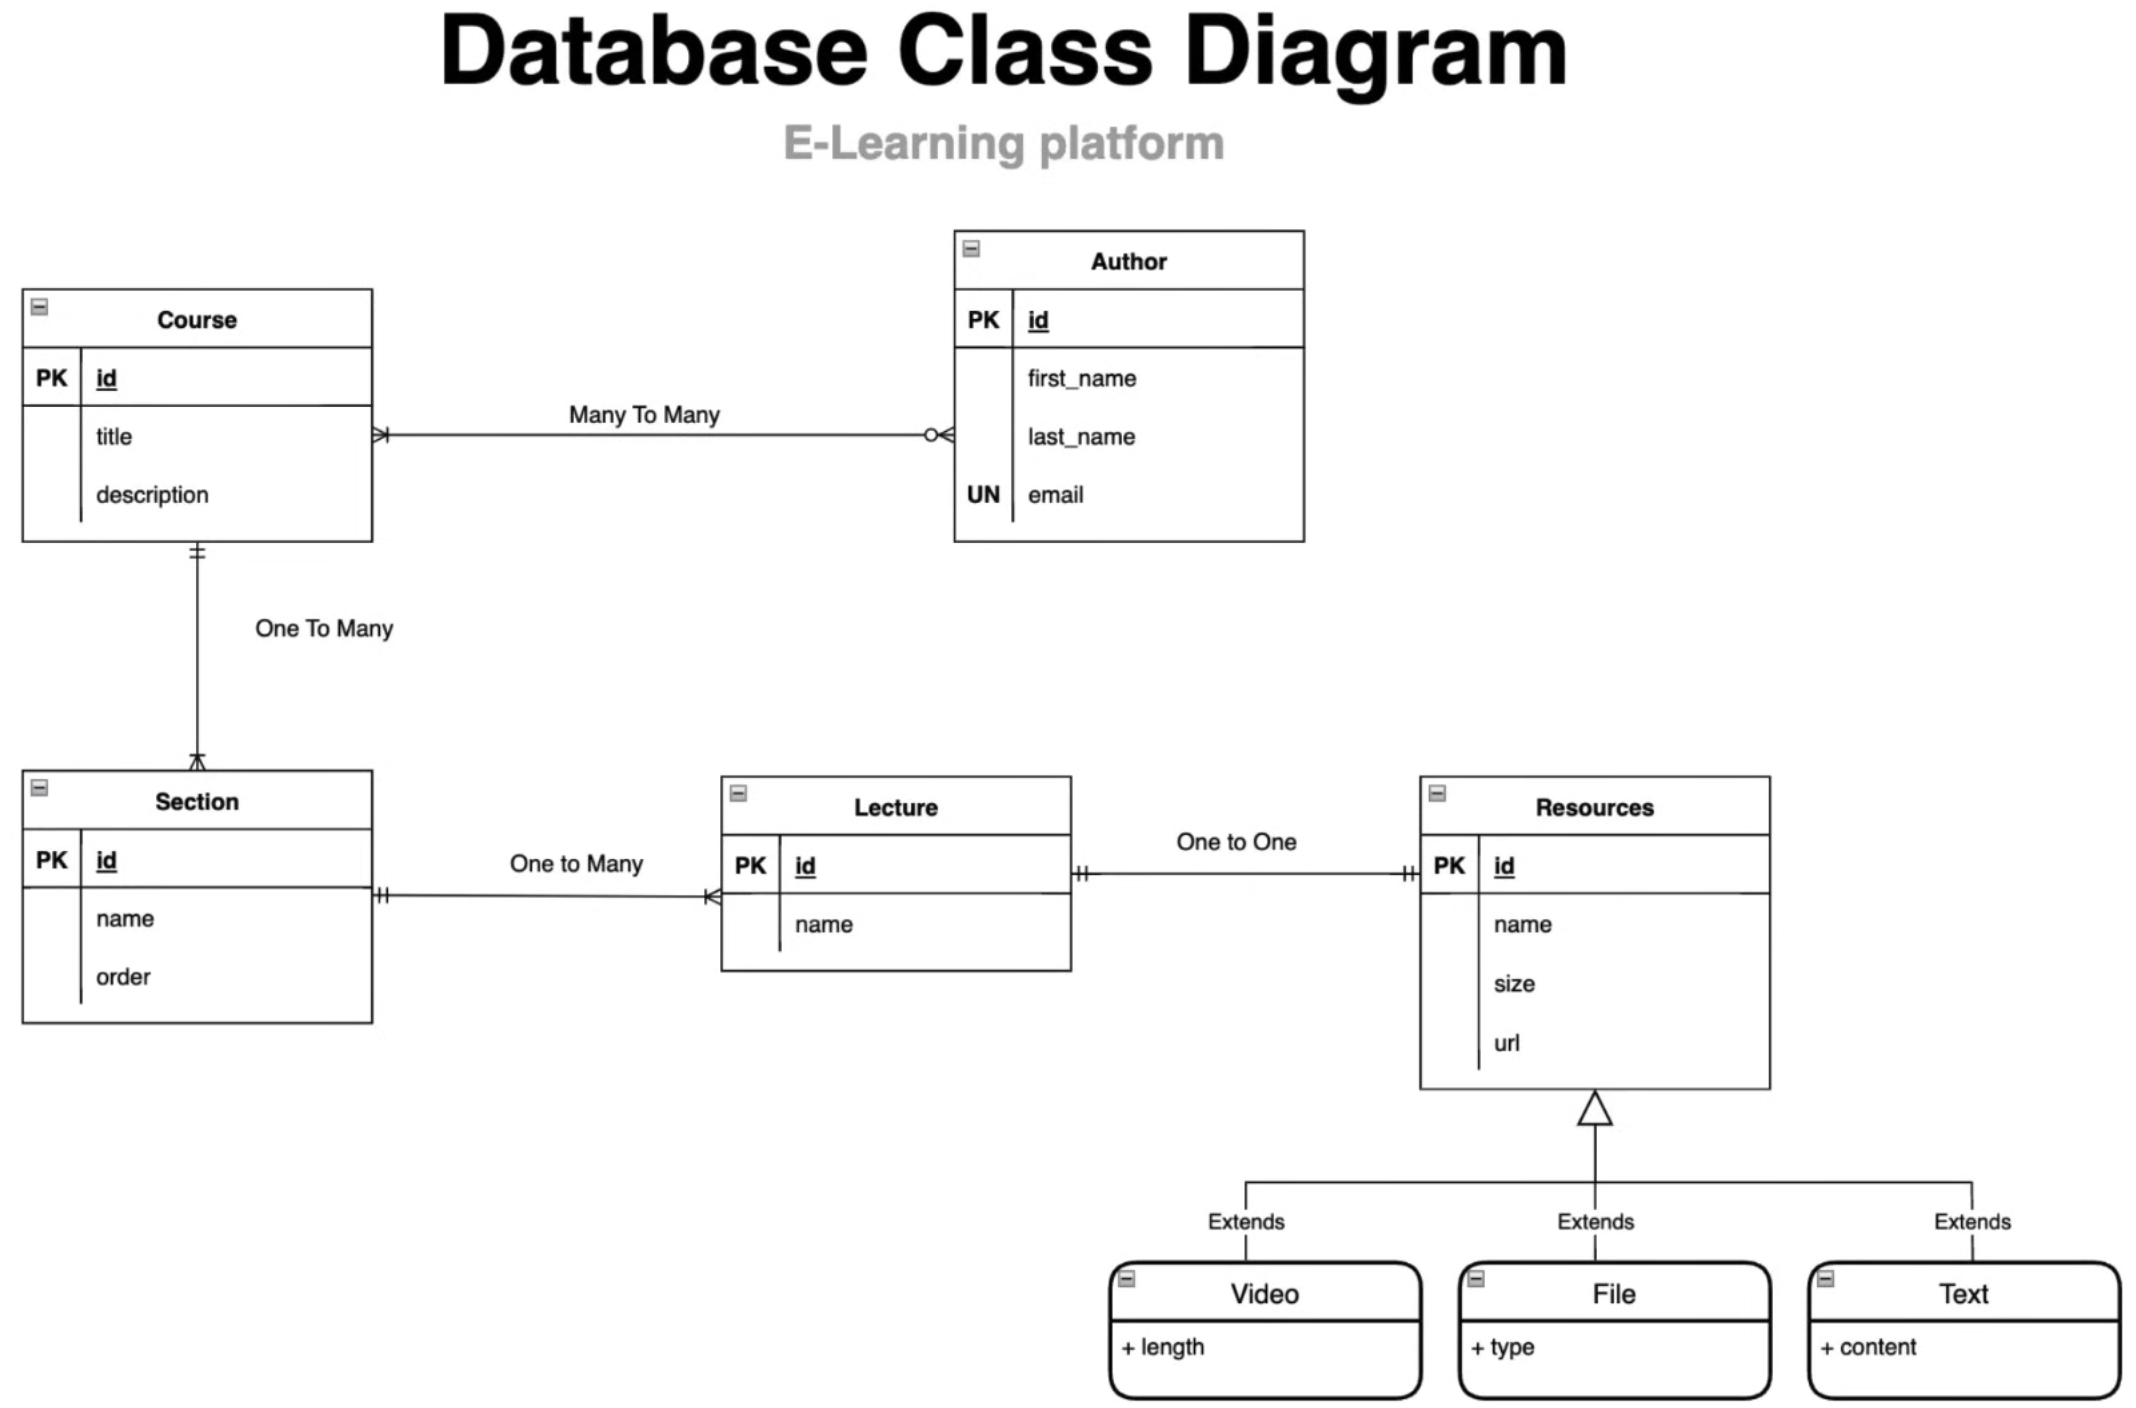 Database Class Diagram
E-Learning platform
Author
PK id
first_name
last_name
UN email
Course
PK id
title
description
Many To Many
One To Many
Section
PK id
name
order
One to Many
Lecture
PK id
name
One to One
Resources
PK id
name
size
url
Extends
Extends
Extends
Video
+ length
File
+ type
Text
+ content